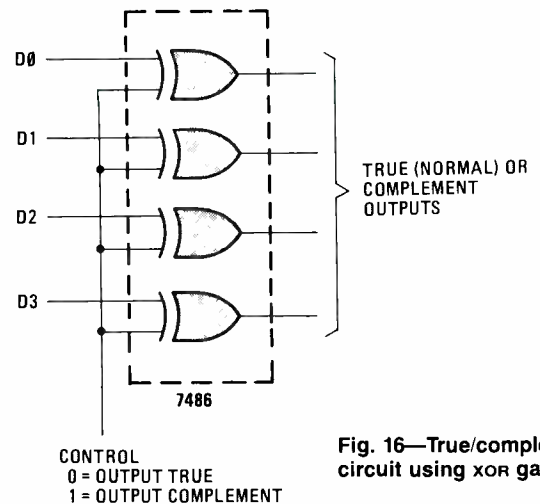 D0
D1
D2
D3
TRUE (NORMAL) OR
COMPLEMENT
OUTPUTS
7486
CONTROL
0 = OUTPUT TRUE
1 = OUTPUT COMPLEMENT
Fig. 16—True/comple
circuit using XOR ga